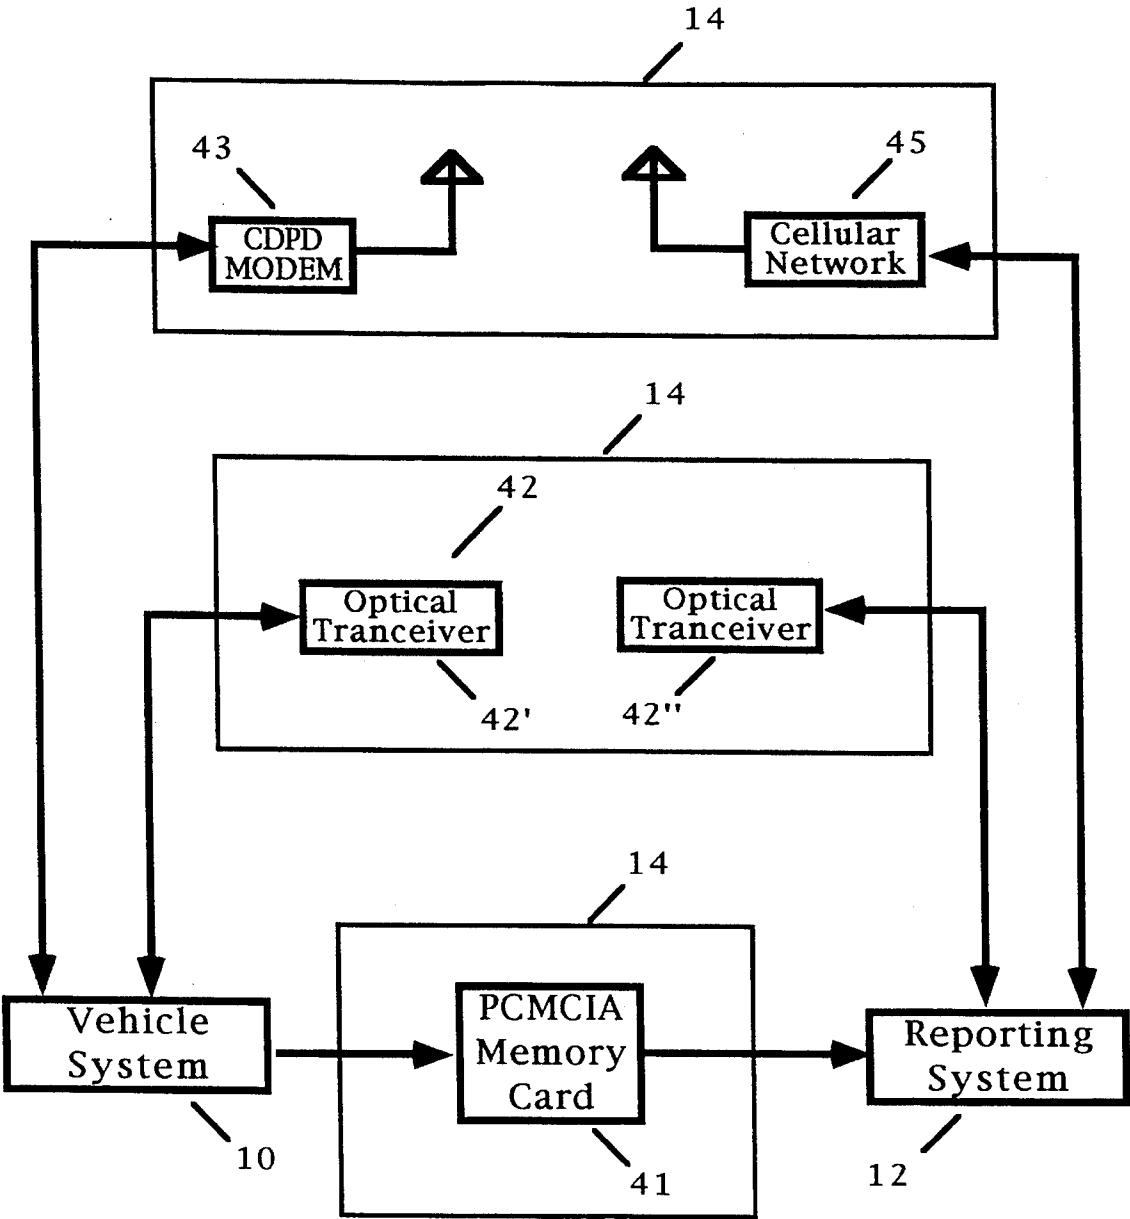 14
43
45
CDPD
MODEM
Cellular
Network
14
42
Optical
Tranceiver
Optical
Tranceiver
42'
42"
14
Vehicle
System
PCMCIA
Memory
Card
Reporting
System
10
41
12